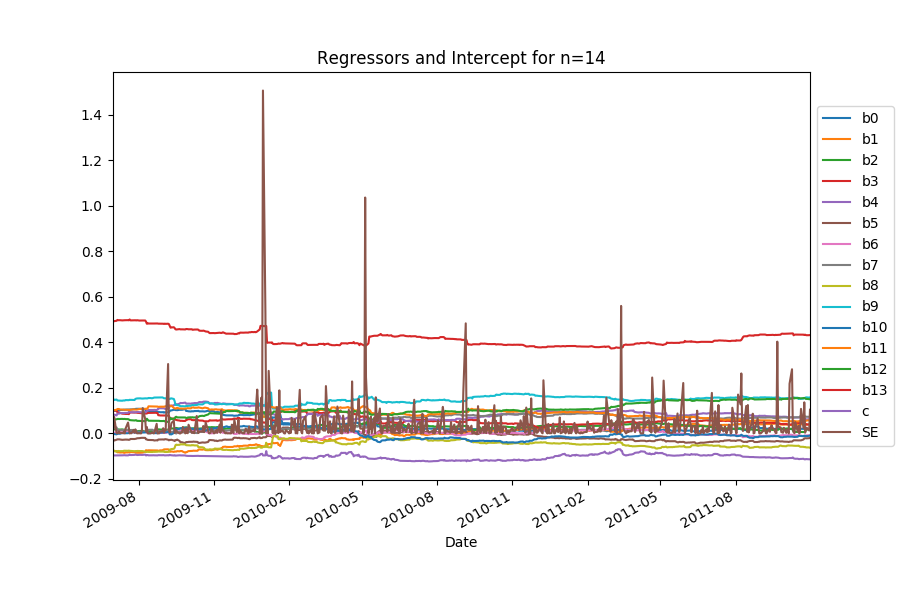 Regressors and Intercept for n=14
1.4
1.2
1.0
0.8
0.6
0.4
0.2
0.0
−0.2
2009-08
2009-11
2010-02
2010-05
2010-08
2010-11
2011-02
2011-05
2011-08
Date
b0
b1
b2
b3
b4
b5
b6
b7
b8
b9
b10
b11
b12
b13
c
SE